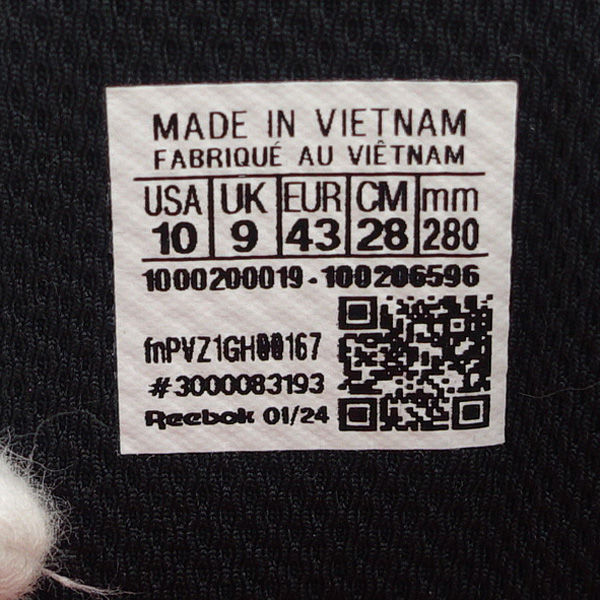 MADE IN VIETNAM
FABRIQUÉ AU VIÊTNAM
USA UK EUR CM mm
10 9 43 28 280
1000200019-100206596
fnPVZ1GH00167
#3000083193
Reebok 01/24